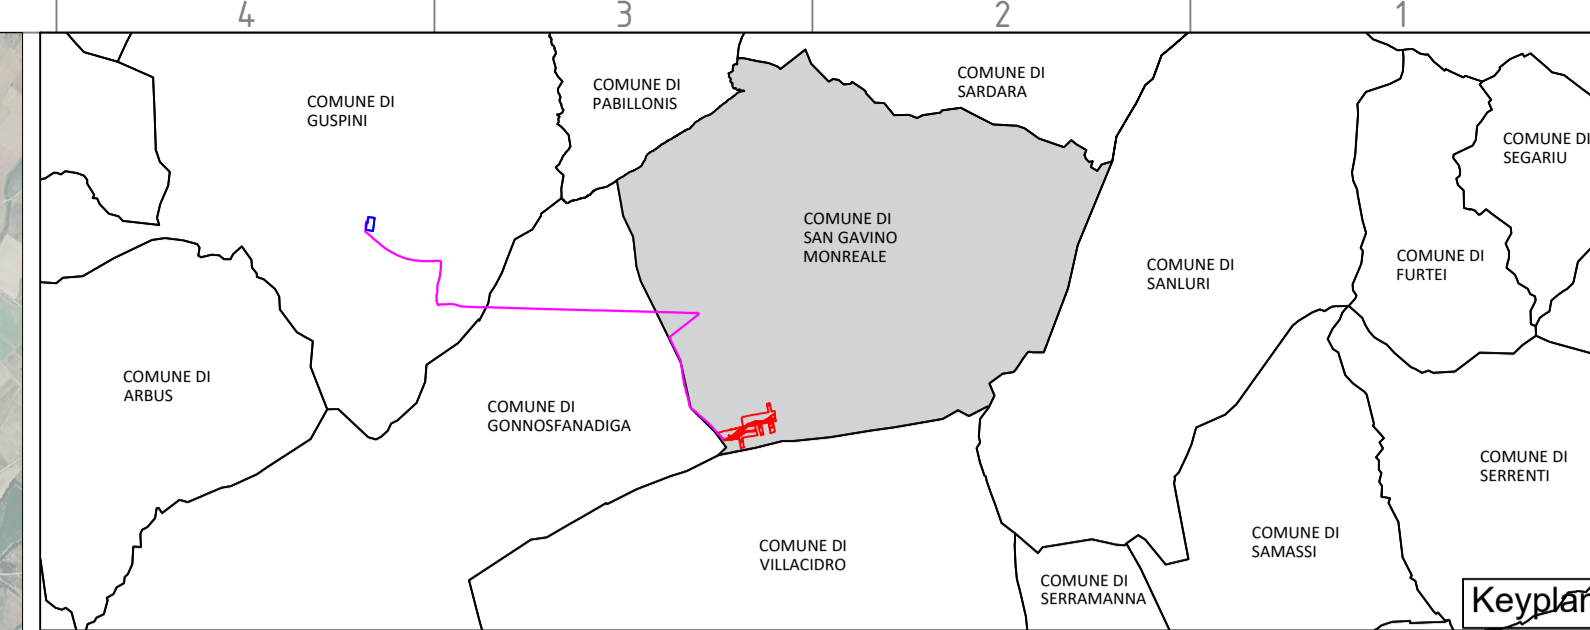 4 3 2 1
COMUNE DI
GUSPINI
COMUNE DI
PABILLONIS
COMUNE DI
SARDARA
COMUNE DI
SEGARIU
COMUNE DI
SAN GAVINO
MONREALE
COMUNE DI
SANLURI
COMUNE DI
FURTEI
COMUNE DI
ARBUS
COMUNE DI
GONNOSFANADIGA
COMUNE DI
SERRENTI
COMUNE DI
VILLACIDRO
COMUNE DI
SAMASSI
COMUNE DI
SERRAMANNA
Keyplan